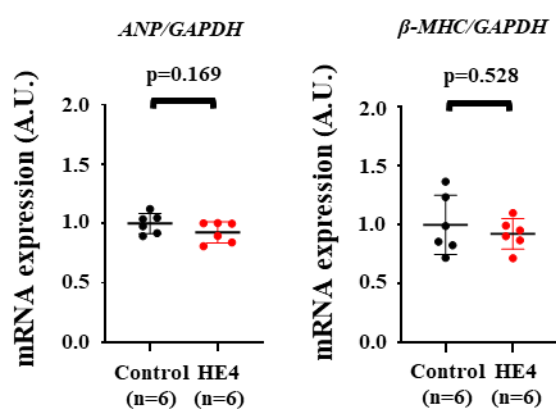 ANP/GAPDH
p=0.169
mRNA expression (A.U.)
2.0
1.5
1.0
0.5
0.0
Control HE4
(n=6) (n=6)
β-MHC/GAPDH
p=0.528
mRNA expression (A.U.)
2.0
1.5
1.0
0.5
0.0
Control HE4
(n=6) (n=6)